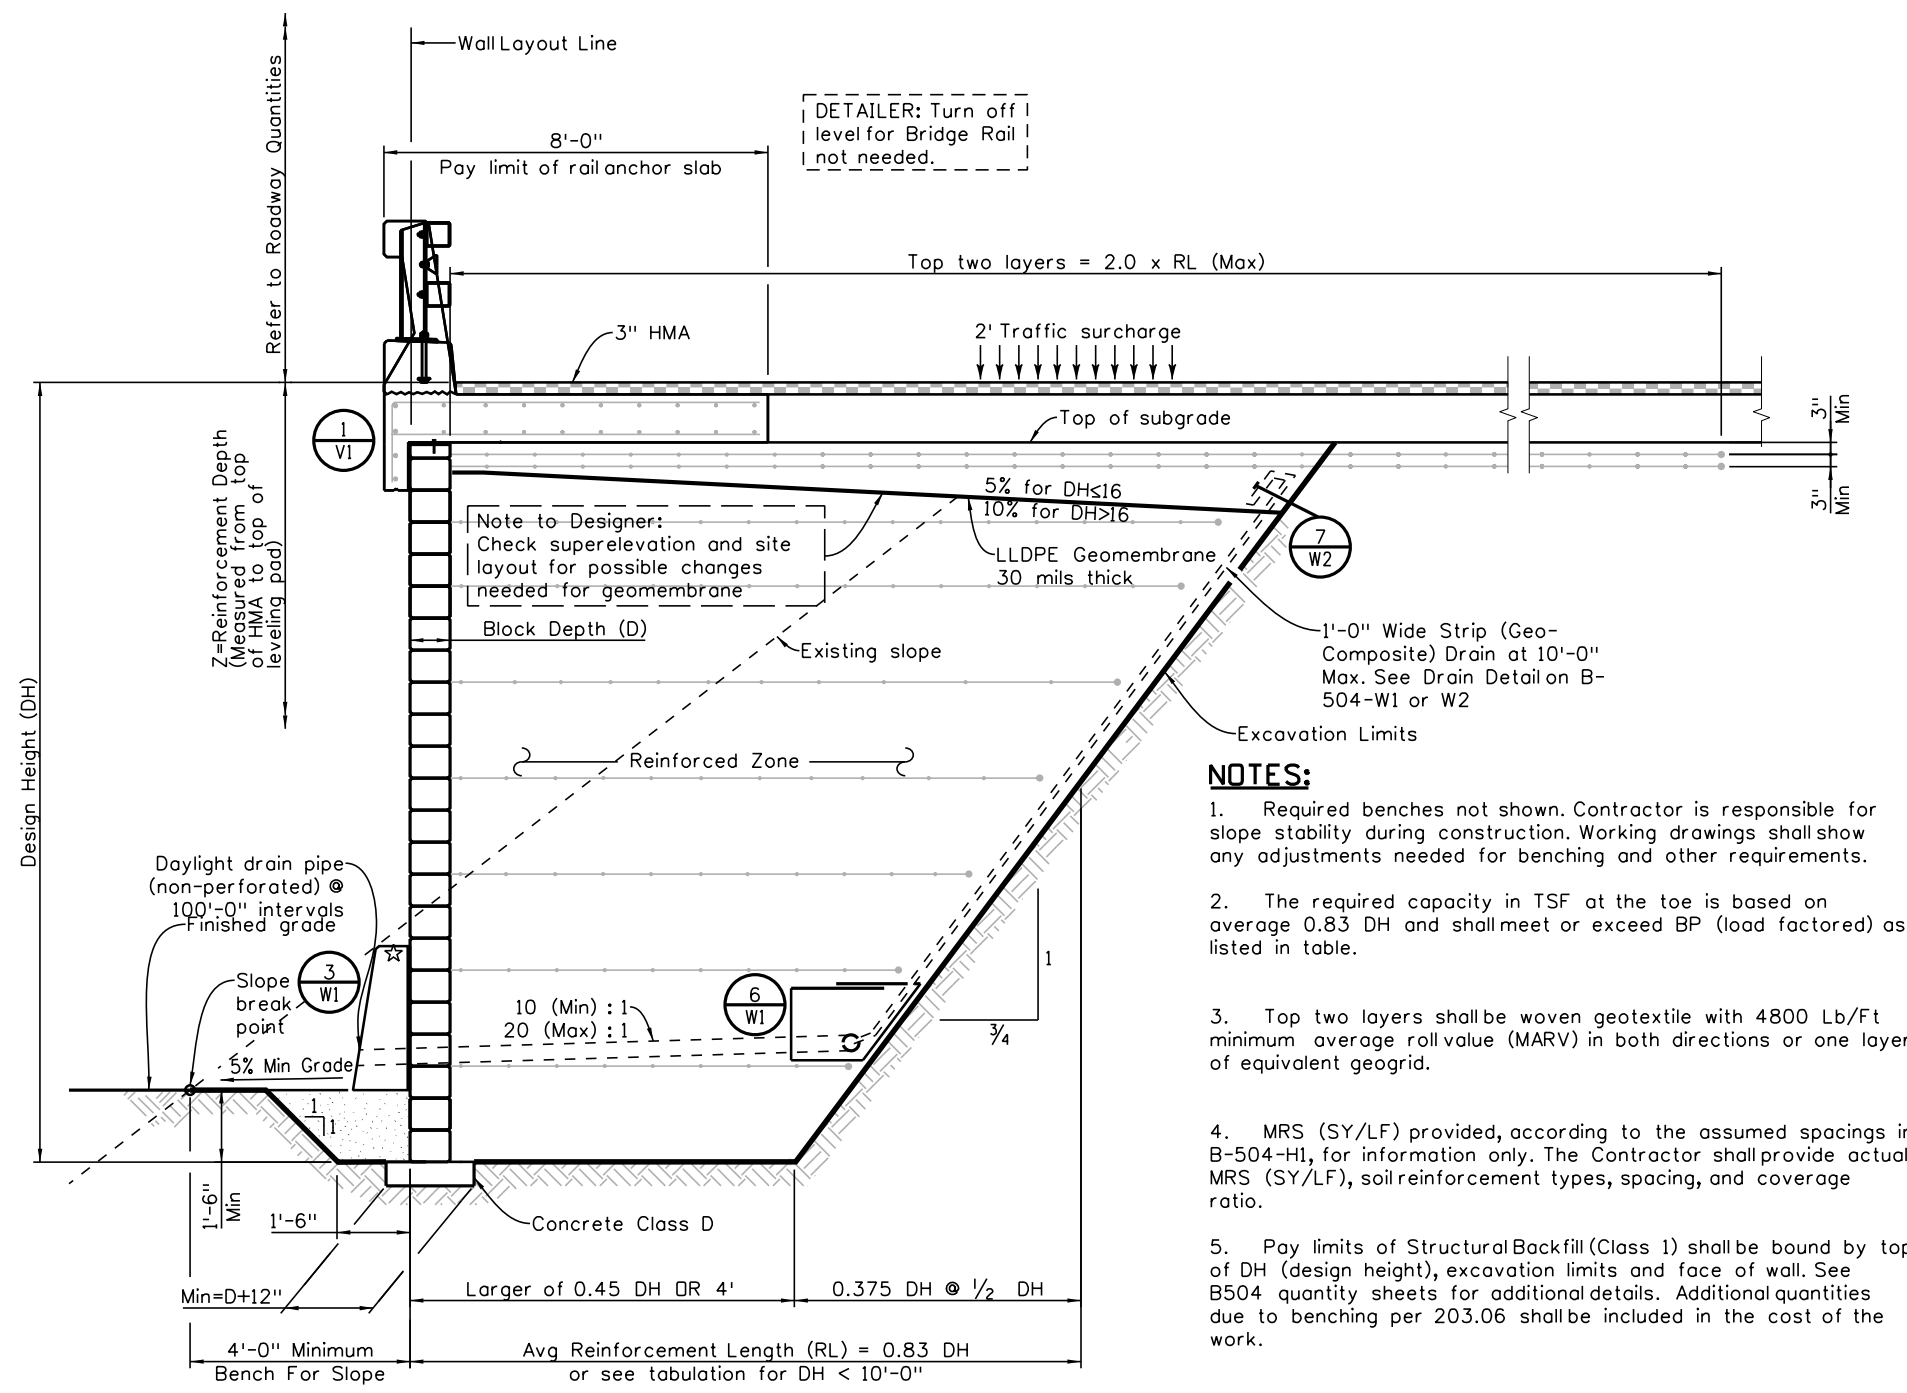 Wall Layout Line
Refer to Roadway Quantities
DETAILER: Turn off
level for Bridge Rail
not needed.
8'-0"
Pay limit of rail anchor slab
Top two layers = 2.0 x RL (Max)
3" HMA
2' Traffic surcharge
Top of subgrade
3"
Min
3"
Min
1
V1
Z=Reinforcement Depth
(Measured from top
of HMA to top of
leveling pad)
5% for DH≤16
10% for DH>16
Note to Designer:
Check superelevation and site
layout for possible changes
needed for geomembrane
LLDPE Geomembrane
30 mils thick
7
W2
Block Depth (D)
Existing slope
1'-0" Wide Strip (Geo-
Composite) Drain at 10'-0"
Max. See Drain Detail on B-
504-W1 or W2
Excavation Limits
Reinforced Zone
Design Height (DH)
Daylight drain pipe
(non-perforated) @
100'-0" intervals
Finished grade
3
W1
Slope
break
point
5% Min Grade
10 (Min) : 1
20 (Max) : 1
6
W1
1
3/4
1
1
1'-6"
Min
1'-6"
Concrete Class D
Min=D+12"
Larger of 0.45 DH OR 4'
0.375 DH @ 1/2 DH
4'-0" Minimum
Bench For Slope
Avg Reinforcement Length (RL) = 0.83 DH
or see tabulation for DH < 10'-0"
NOTES:
1. Required benches not shown. Contractor is responsible for
slope stability during construction. Working drawings shall show
any adjustments needed for benching and other requirements.
2. The required capacity in TSF at the toe is based on
average 0.83 DH and shall meet or exceed BP (load factored) as
listed in table.
3. Top two layers shall be woven geotextile with 4800 Lb/Ft
minimum average roll value (MARV) in both directions or one layer
of equivalent geogrid.
4. MRS (SY/LF) provided, according to the assumed spacings in
B-504-H1, for information only. The Contractor shall provide actual
MRS (SY/LF), soil reinforcement types, spacing, and coverage
ratio.
5. Pay limits of Structural Backfill (Class 1) shall be bound by top
of DH (design height), excavation limits and face of wall. See
B504 quantity sheets for additional details. Additional quantities
due to benching per 203.06 shall be included in the cost of the
work.